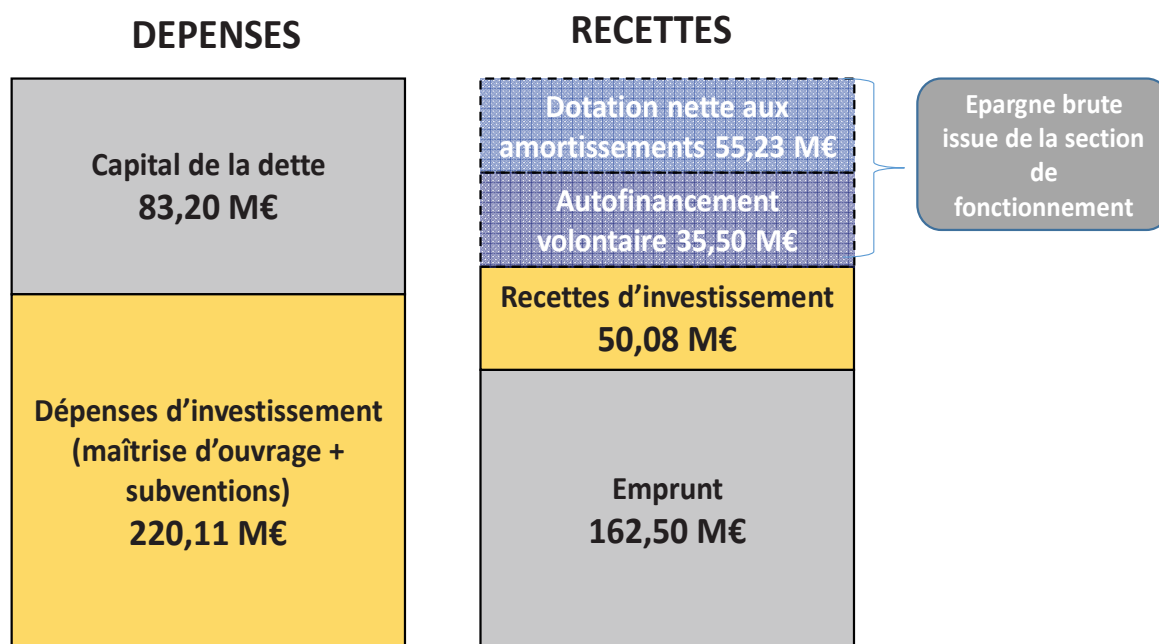 DEPENSES
RECETTES
Capital de la dette
83,20 M€
Dépenses d’investissement
(maîtrise d’ouvrage +
subventions)
220,11 M€
Dotation nette aux
amortissements 55,23 M€
Autofinancement
volontaire 35,50 M€
Recettes d’investissement
50,08 M€
Emprunt
162,50 M€
Epargne brute
issue de la section
de
fonctionnement